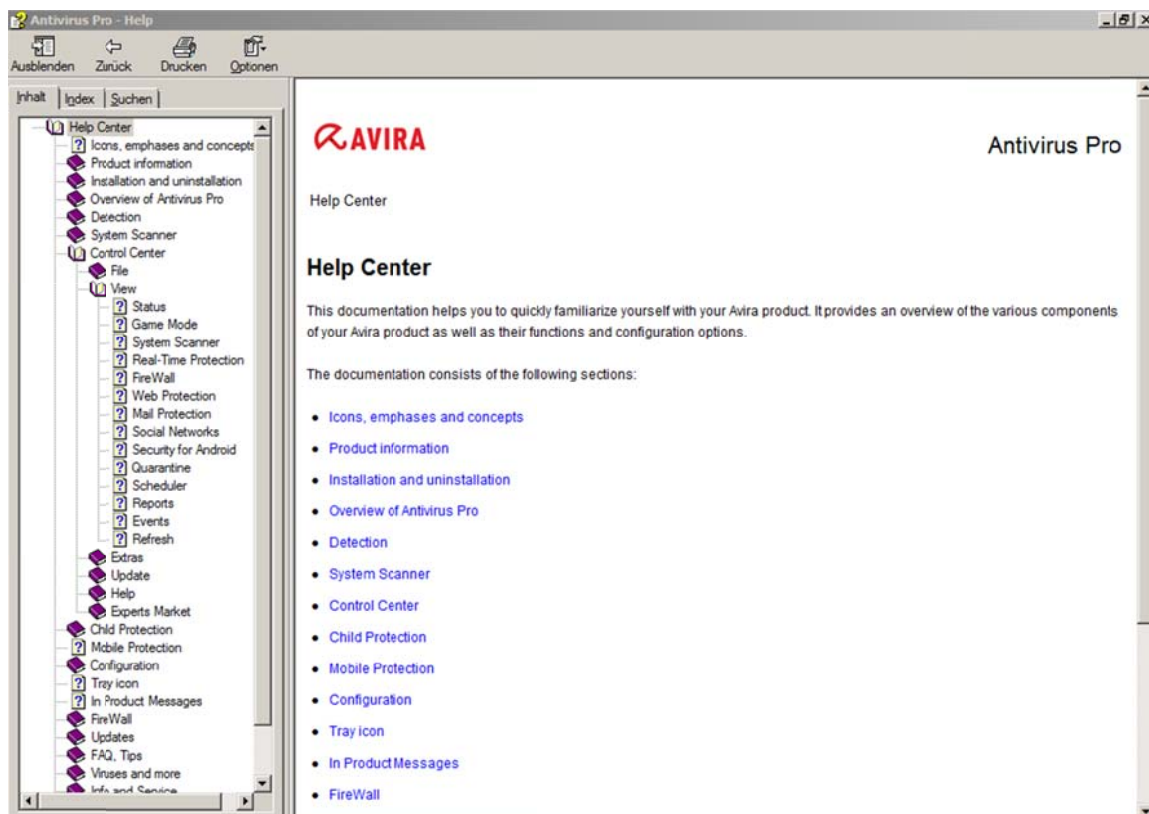 Antivirus Pro - Help
Ausblenden Zurück Drucken Optionen
Inhalt Index Suchen
Help Center
Icons, emphases and concepts
Product information
Installation and uninstallation
Overview of Antivirus Pro
Detection
System Scanner
Control Center
File
View
Status
Game Mode
System Scanner
Real-Time Protection
FireWall
Web Protection
Mail Protection
Social Networks
Security for Android
Quarantine
Scheduler
Reports
Events
Refresh
Extras
Update
Help
Experts Market
Child Protection
Mobile Protection
Configuration
Tray icon
In Product Messages
FireWall
Updates
FAQ, Tips
Viruses and more
Info and Service
AVIRA
Antivirus Pro
Help Center
Help Center
This documentation helps you to quickly familiarize yourself with your Avira product. It provides an overview of the various components
of your Avira product as well as their functions and configuration options.
The documentation consists of the following sections:
• Icons, emphases and concepts
• Product information
• Installation and uninstallation
• Overview of Antivirus Pro
• Detection
• System Scanner
• Control Center
• Child Protection
• Mobile Protection
• Configuration
• Tray icon
• In Product Messages
• FireWall